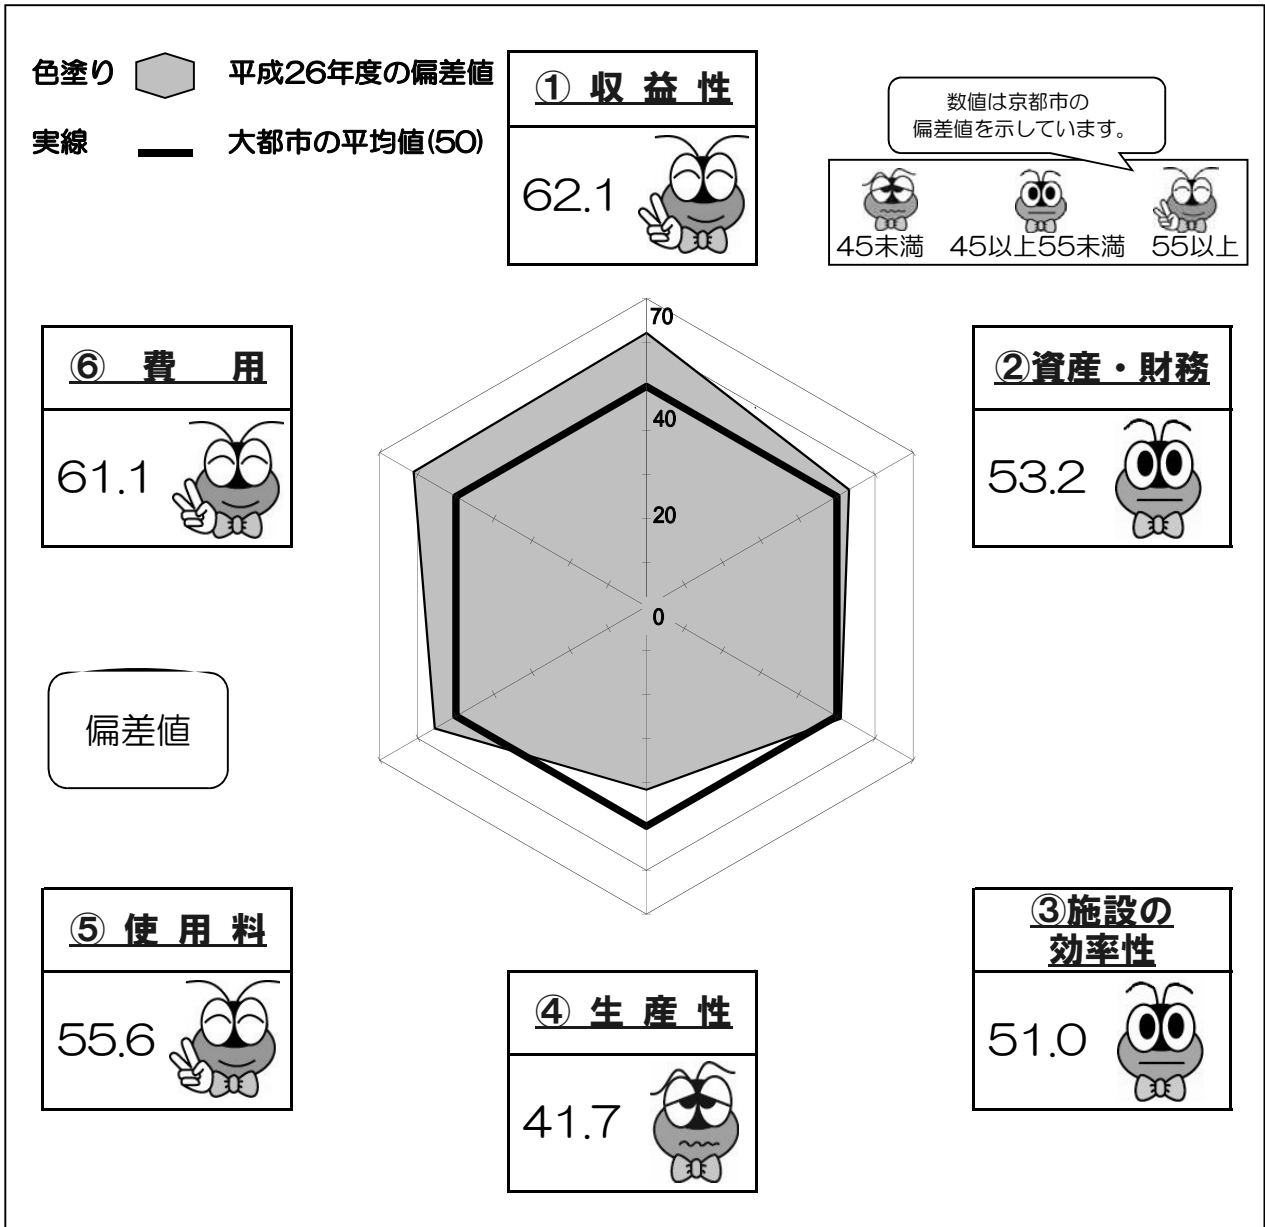 色塗り 平成26年度の偏差値
実線 大都市の平均値(50)
① 収 益 性
62.1
数値は京都市の
偏差値を示しています。
45未満 45以上55未満 55以上
⑥ 費 用
61.1
②資産・財務
53.2
70
40
20
0
偏差値
⑤ 使 用 料
55.6
④ 生 産 性
41.7
③施設の
効率性
51.0